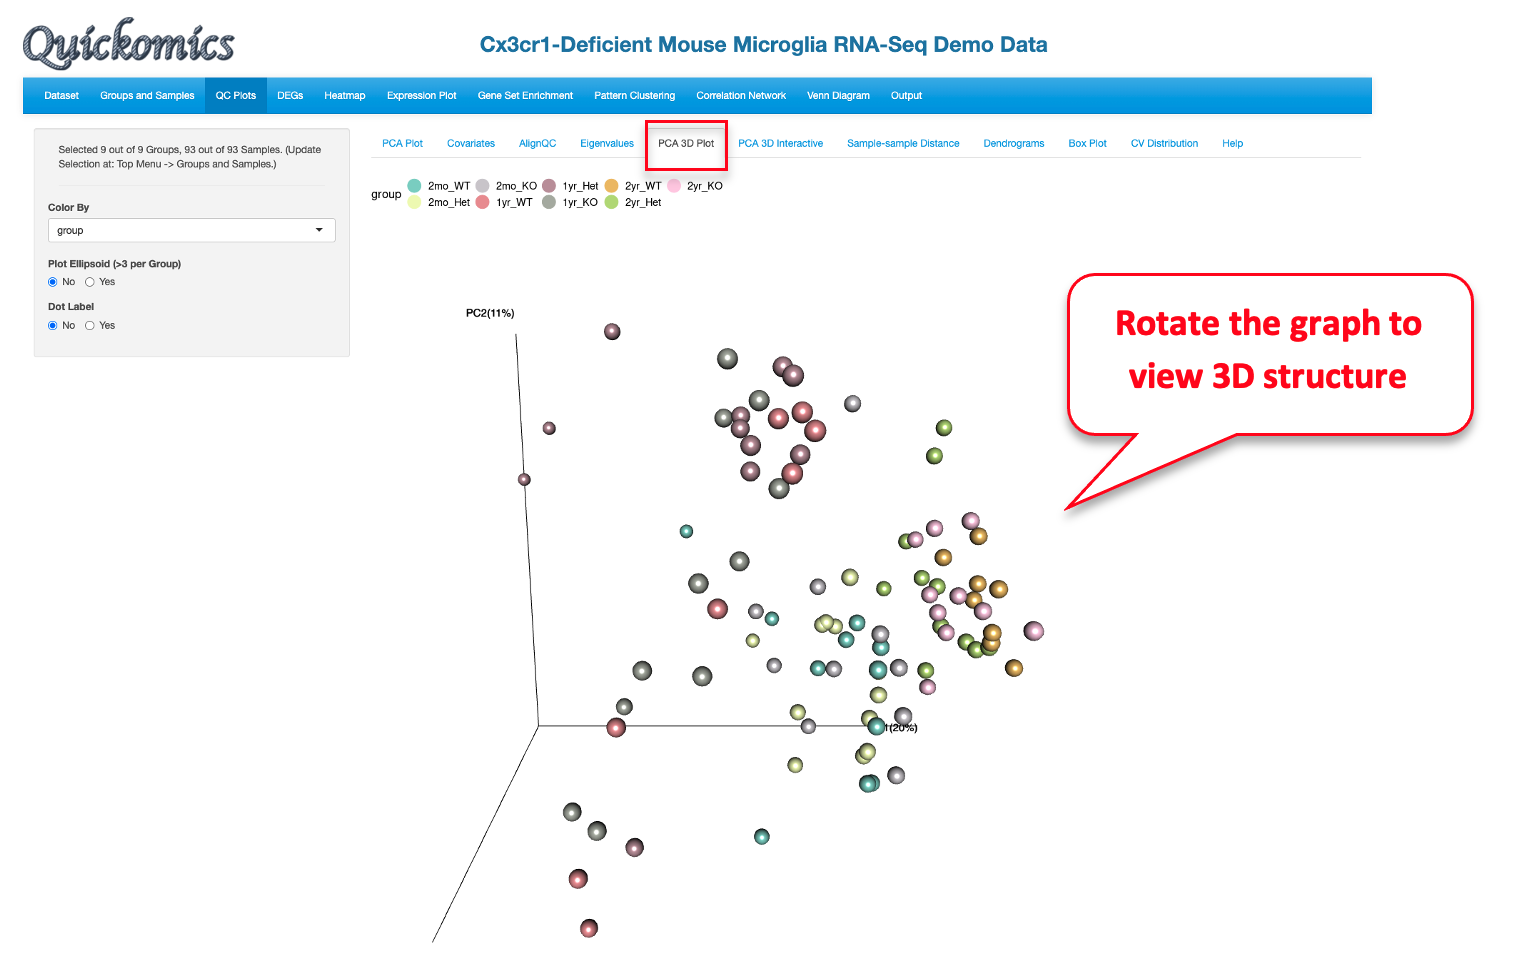 Quickomics
Cx3cr1-Deficient Mouse Microglia RNA-Seq Demo Data
Dataset Groups and Samples QC Plots DEGs Heatmap Expression Plot Gene Set Enrichment Pattern Clustering Correlation Network Venn Diagram Output
Selected 9 out of 9 Groups, 93 out of 93 Samples. (Update
Selection at: Top Menu -> Groups and Samples.)
Color By
group
Plot Ellipsoid (>3 per Group)
No Yes
Dot Label
No Yes
PCA Plot Covariates AlignQC Eigenvalues PCA 3D Plot PCA 3D Interactive Sample-sample Distance Dendrograms Box Plot CV Distribution Help
group
2mo_WT 2mo_KO 1yr_Het 2yr_WT 2yr_KO
2mo_Het 1yr_WT 1yr_KO 2yr_Het
PC2(11%)
Rotate the graph to
view 3D structure
1(20%)